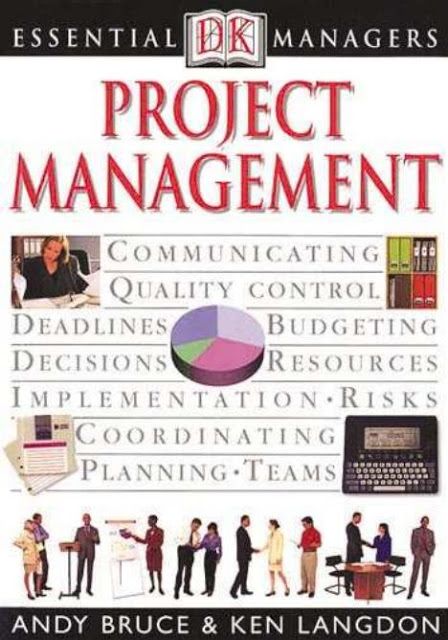 ESSENTIAL DK MANAGERS
PROJECT
MANAGEMENT
COMMUNICATING
QUALITY CONTROL
DEADLINES BUDGETING
DECISIONS RESOURCES
IMPLEMENTATION • RISKS
COORDINATING
PLANNING • TEAMS
ANDY BRUCE & KEN LANGDON